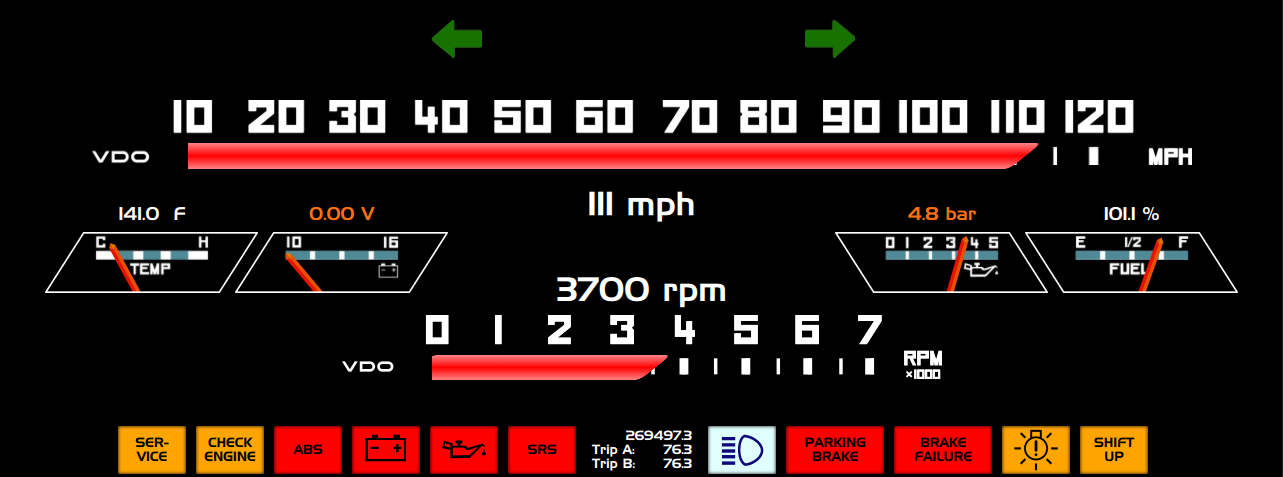 10 20 30 40 50 60 70 80 90 100 110 120
VDO MPH
111 mph
141.0 F 0.00 V 4.8 bar 101.1 %
C H 10 16 0 1 2 3 4 5 E 1/2 F
TEMP FUEL
3700 rpm
0 1 2 3 4 5 6 7
VDO RPM
×1000
SER-
VICE
CHECK
ENGINE
ABS
SRS
269497.3
Trip A: 76.3
Trip B: 76.3
PARKING
BRAKE
BRAKE
FAILURE
SHIFT
UP